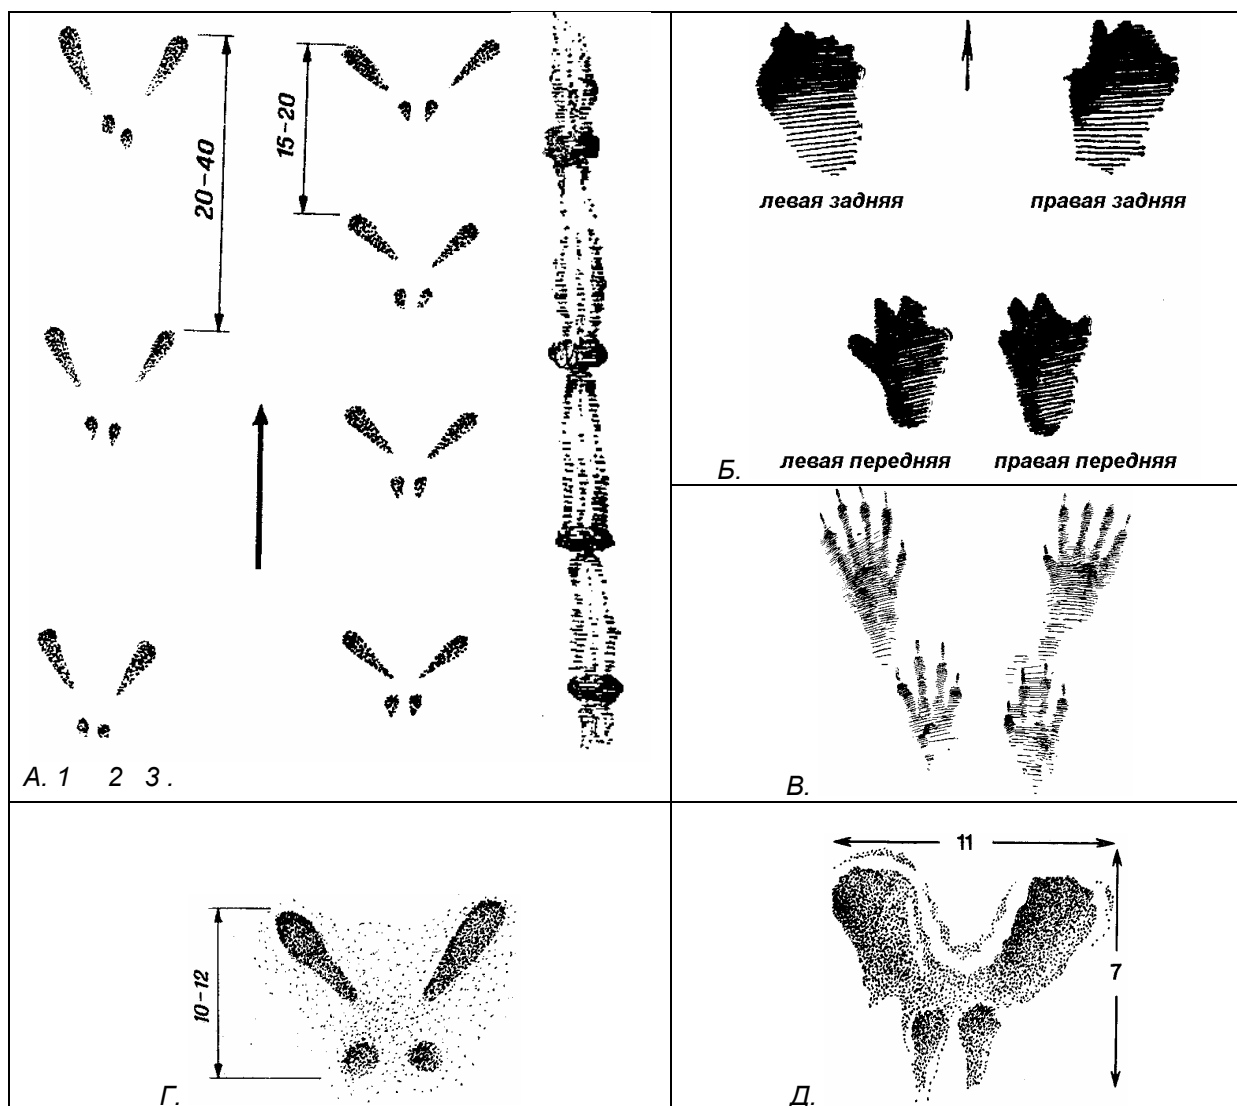 20–40
15–20
А. 1 2 3 .
левая задняя
правая задняя
левая передняя
правая передняя
Б.
В.
10–12
Г.
11
7
Д.